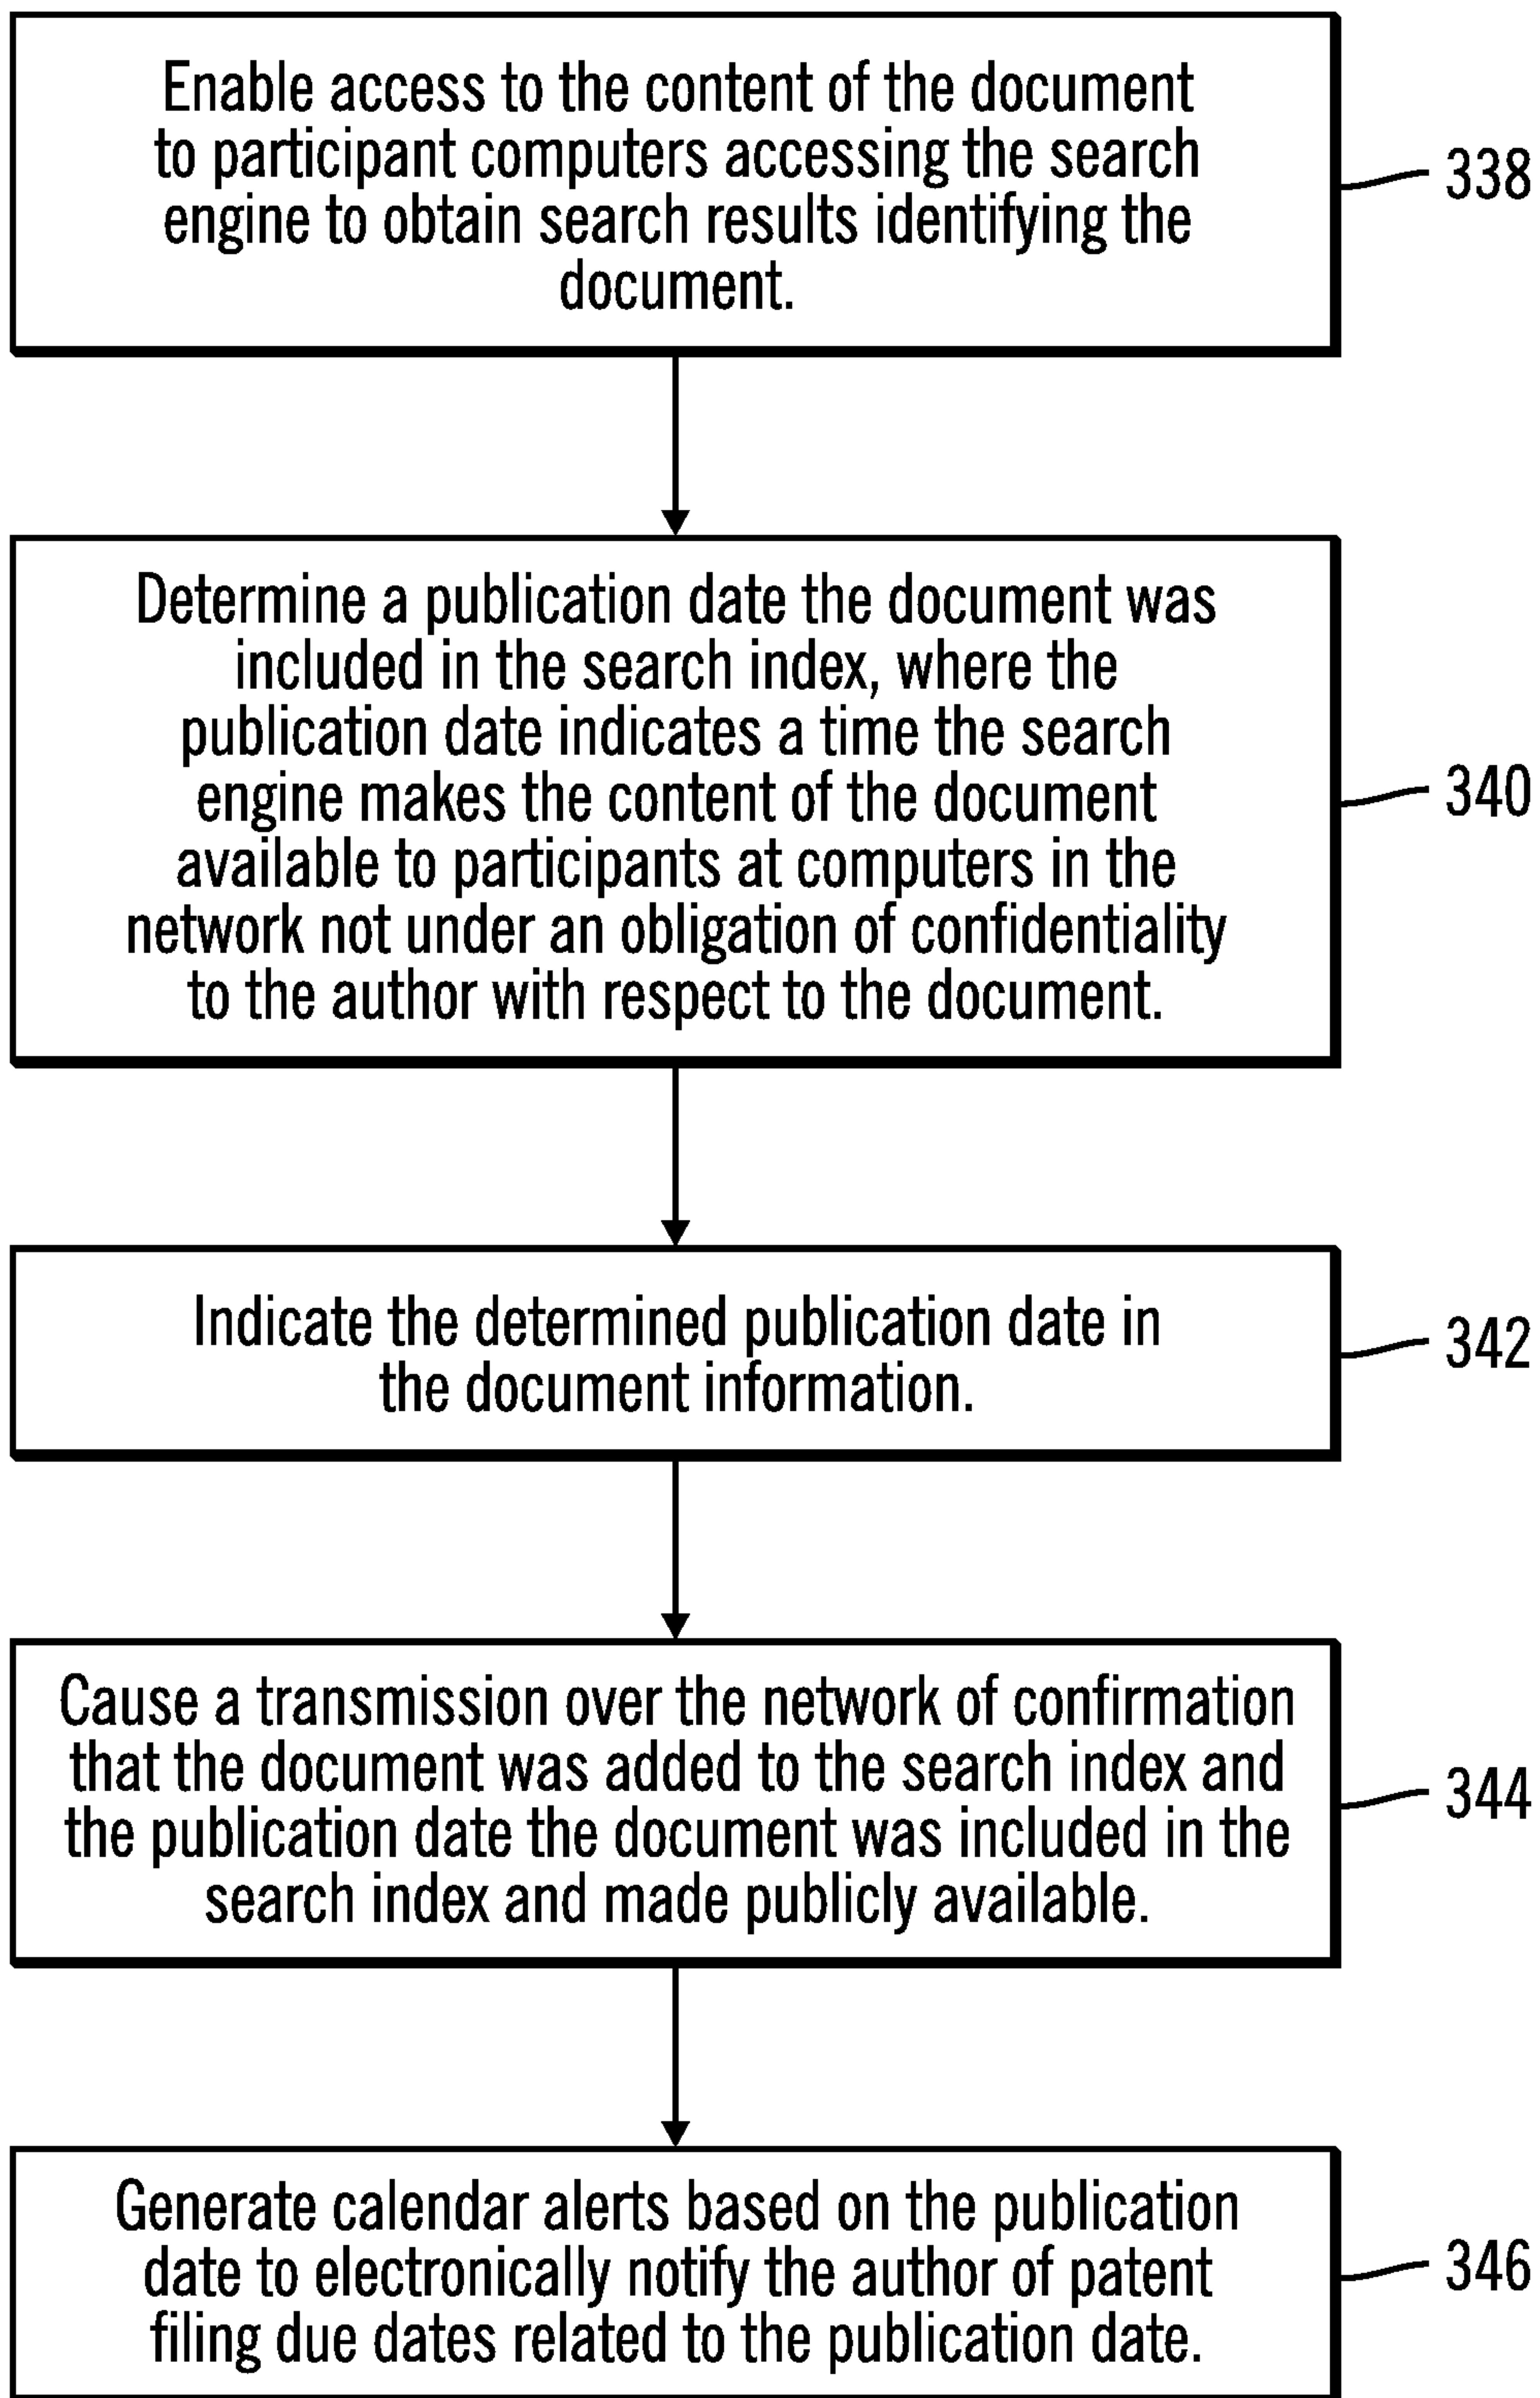 Enable access to the content of the document
to participant computers accessing the search
engine to obtain search results identifying the
document.
338
Determine a publication date the document was
included in the search index, where the
publication date indicates a time the search
engine makes the content of the document
available to participants at computers in the
network not under an obligation of confidentiality
to the author with respect to the document.
340
Indicate the determined publication date in
the document information.
342
Cause a transmission over the network of confirmation
that the document was added to the search index and
the publication date the document was included in the
search index and made publicly available.
344
Generate calendar alerts based on the publication
date to electronically notify the author of patent
filing due dates related to the publication date.
346